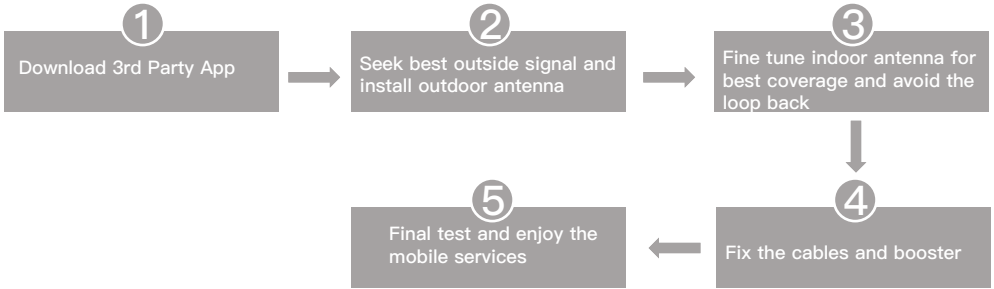 1
Download 3rd Party App
2
Seek best outside signal and
install outdoor antenna
3
Fine tune indoor antenna for
best coverage and avoid the
loop back
4
Fix the cables and booster
5
Final test and enjoy the
mobile services